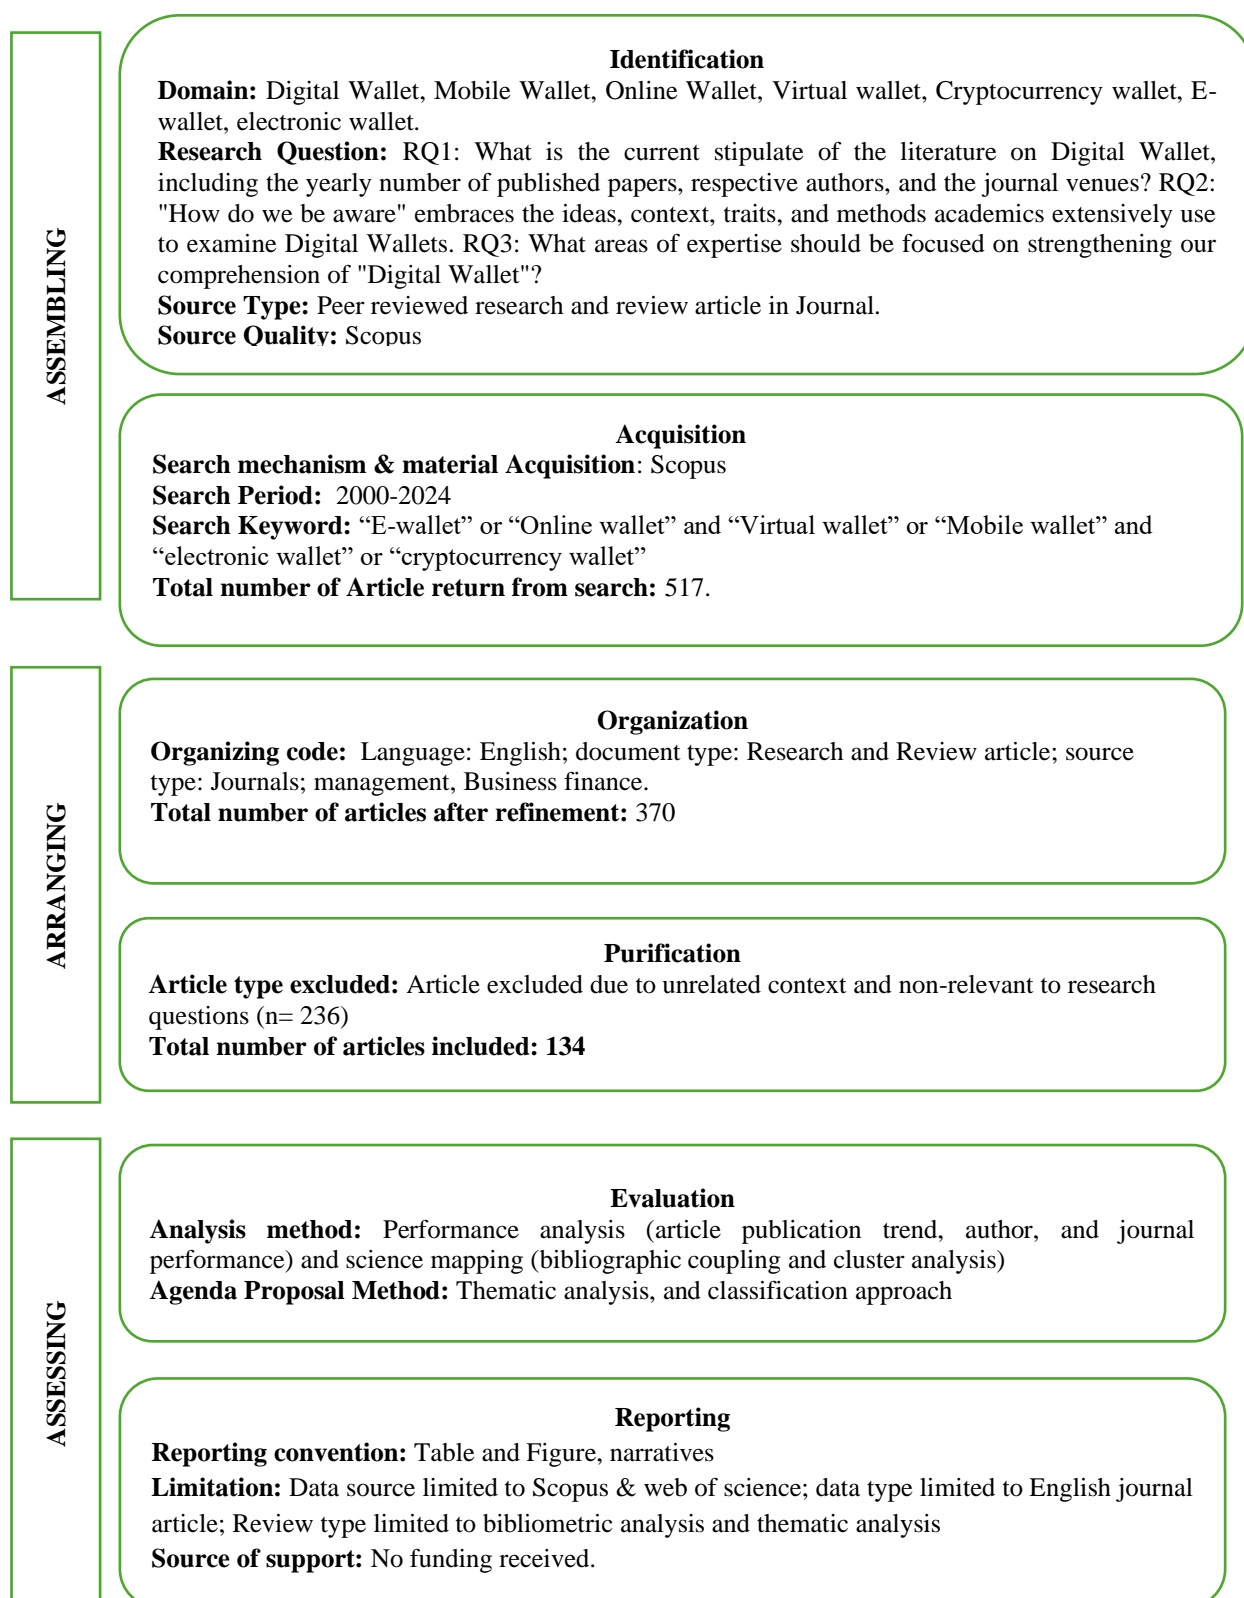 ASSEMBLING
Identification
Domain: Digital Wallet, Mobile Wallet, Online Wallet, Virtual wallet, Cryptocurrency wallet, E-
wallet, electronic wallet.
Research Question: RQ1: What is the current stipulate of the literature on Digital Wallet,
including the yearly number of published papers, respective authors, and the journal venues? RQ2:
"How do we be aware" embraces the ideas, context, traits, and methods academics extensively use
to examine Digital Wallets. RQ3: What areas of expertise should be focused on strengthening our
comprehension of "Digital Wallet"?
Source Type: Peer reviewed research and review article in Journal.
Source Quality: Scopus
Acquisition
Search mechanism & material Acquisition: Scopus
Search Period: 2000-2024
Search Keyword: “E-wallet” or “Online wallet” and “Virtual wallet” or “Mobile wallet” and
“electronic wallet” or “cryptocurrency wallet”
Total number of Article return from search: 517.
ARRANGING
Organization
Organizing code: Language: English; document type: Research and Review article; source
type: Journals; management, Business finance.
Total number of articles after refinement: 370
Purification
Article type excluded: Article excluded due to unrelated context and non-relevant to research
questions (n= 236)
Total number of articles included: 134
ASSESSING
Evaluation
Analysis method: Performance analysis (article publication trend, author, and journal
performance) and science mapping (bibliographic coupling and cluster analysis)
Agenda Proposal Method: Thematic analysis, and classification approach
Reporting
Reporting convention: Table and Figure, narratives
Limitation: Data source limited to Scopus & web of science; data type limited to English journal
article; Review type limited to bibliometric analysis and thematic analysis
Source of support: No funding received.